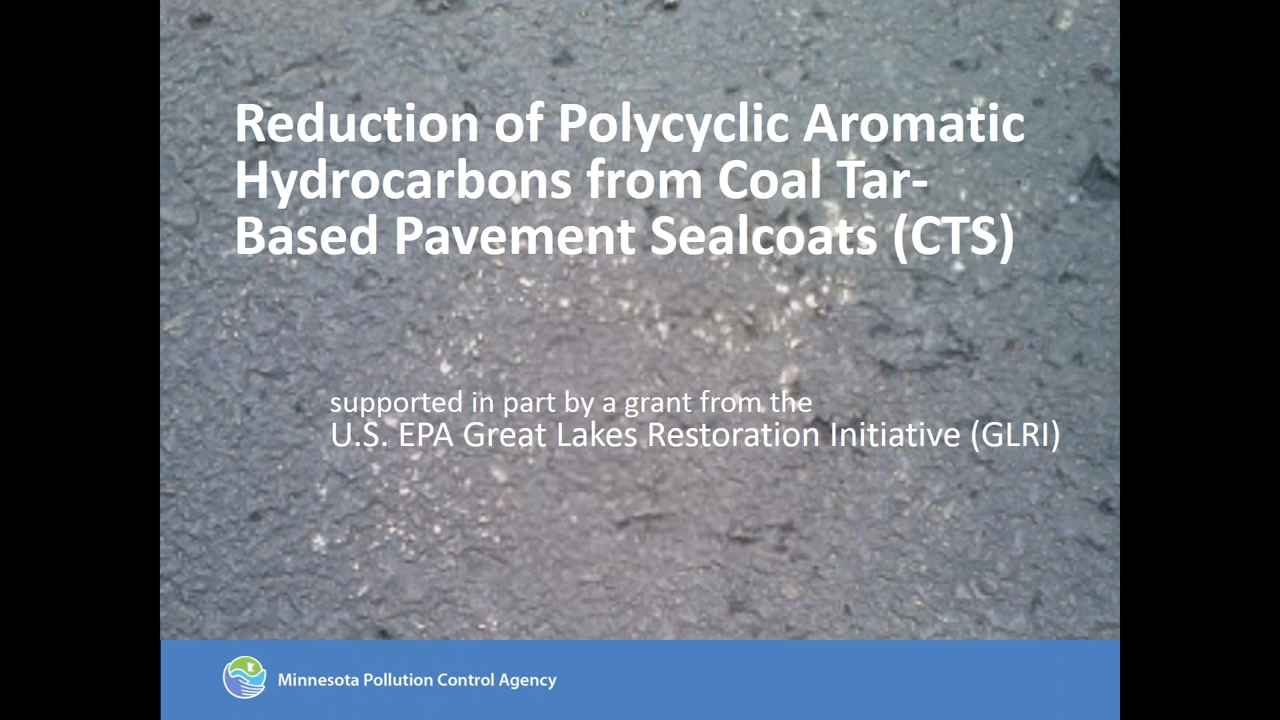 Reduction of Polycyclic Aromatic
Hydrocarbons from Coal Tar-
Based Pavement Sealcoats (CTS)
supported in part by a grant from the
U.S. EPA Great Lakes Restoration Initiative (GLRI)
Minnesota Pollution Control Agency